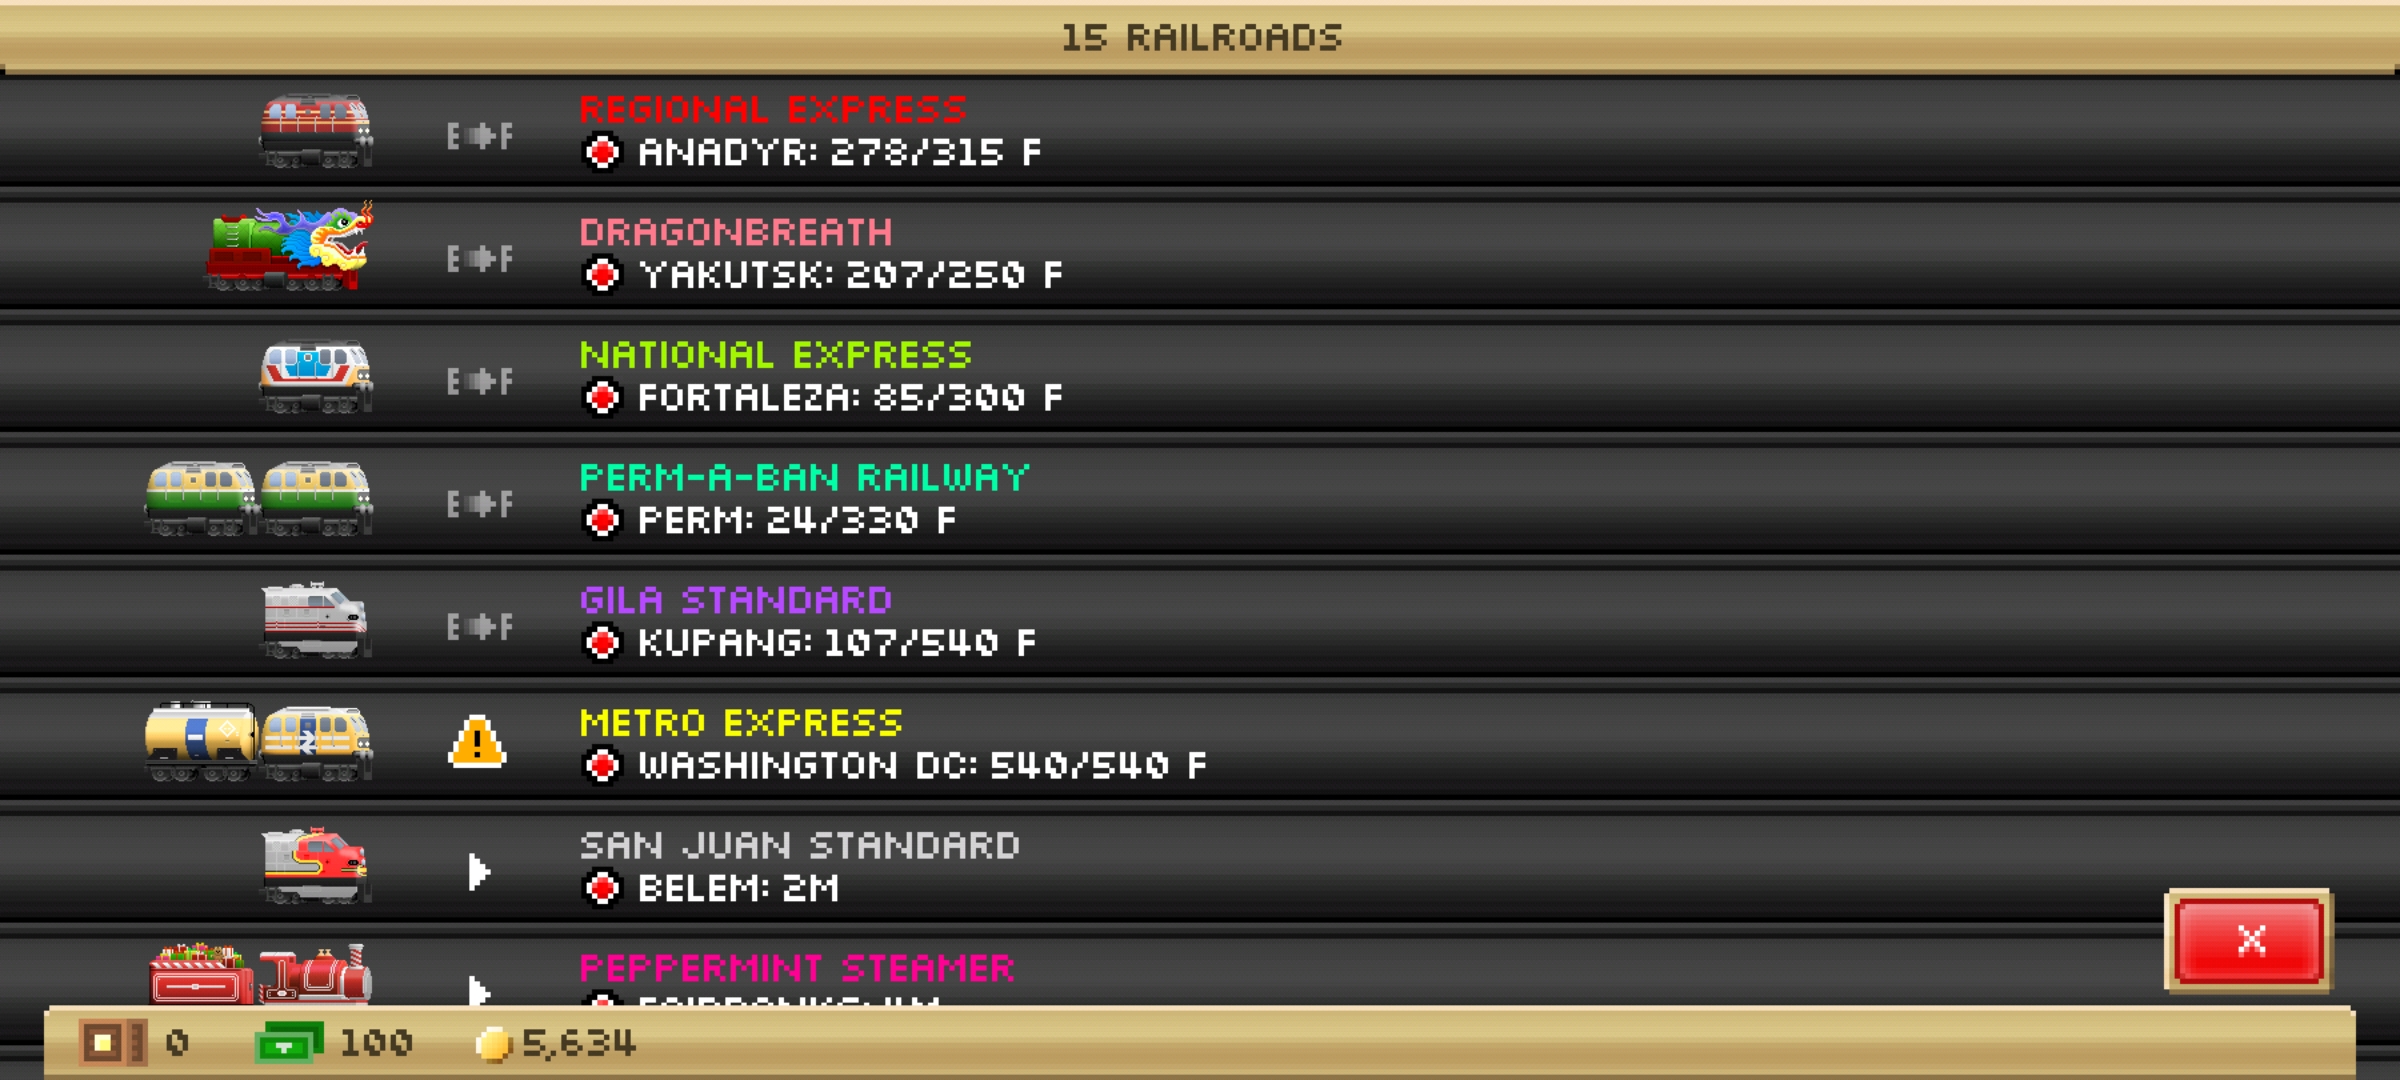 15 RAILROADS
E F
REGIONAL EXPRESS
ANADYR: 278/315 F
E F
DRAGONBREATH
YAKUTSK: 207/250 F
E F
NATIONAL EXPRESS
FORTALEZA: 85/300 F
E F
PERM-A-BAN RAILWAY
PERM: 24/330 F
E F
GILA STANDARD
KUPANG: 107/540 F
!
METRO EXPRESS
WASHINGTON DC: 540/540 F
SAN JUAN STANDARD
BELEM: 2M
PEPPERMINT STEAMER
X
0 100 5,634